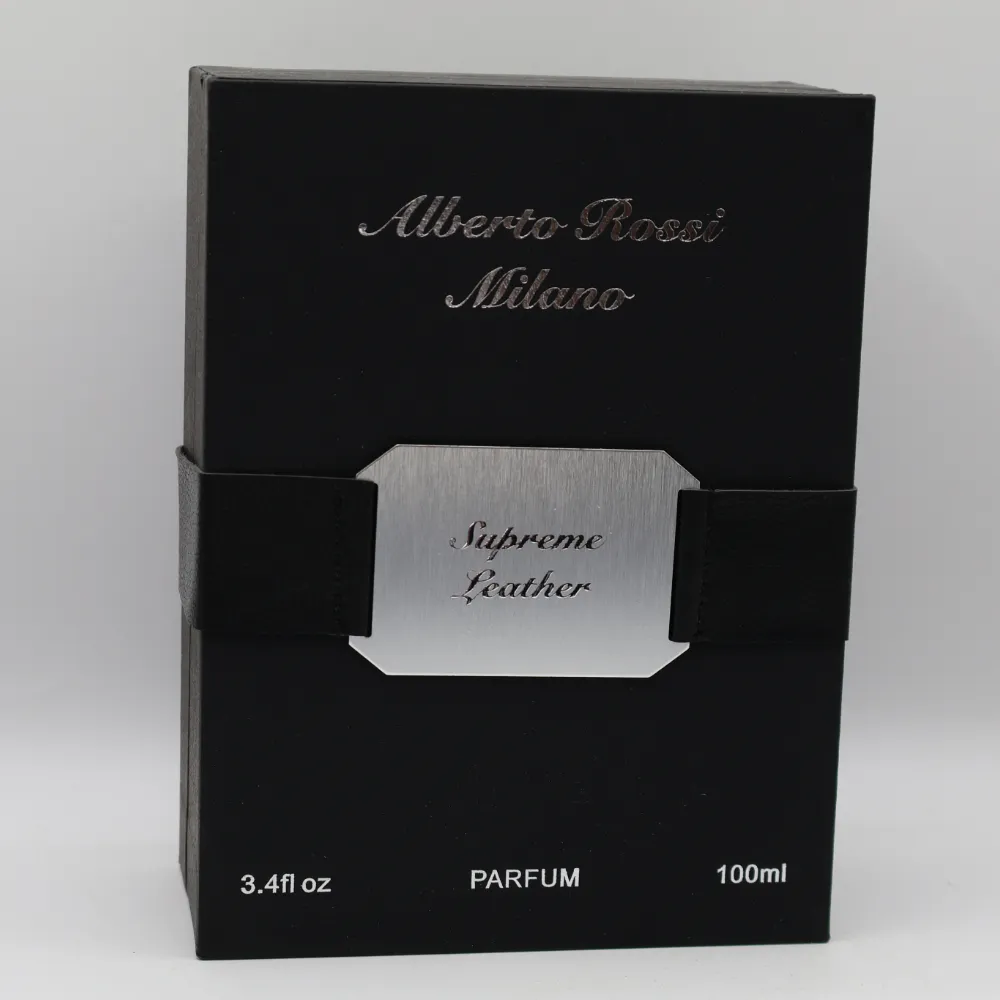 Alberto Rossi
Milano
Supreme
Leather
3.4fl oz PARFUM 100ml